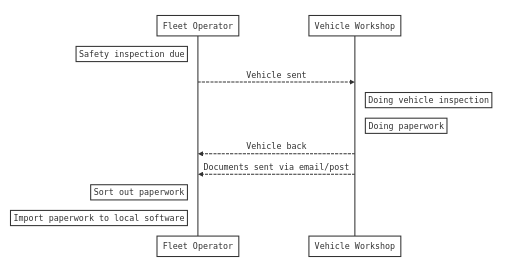 Fleet Operator
Vehicle Workshop
Safety inspection due
Vehicle sent
Doing vehicle inspection
Doing paperwork
Vehicle back
Documents sent via email/post
Sort out paperwork
Import paperwork to local software
Fleet Operator
Vehicle Workshop